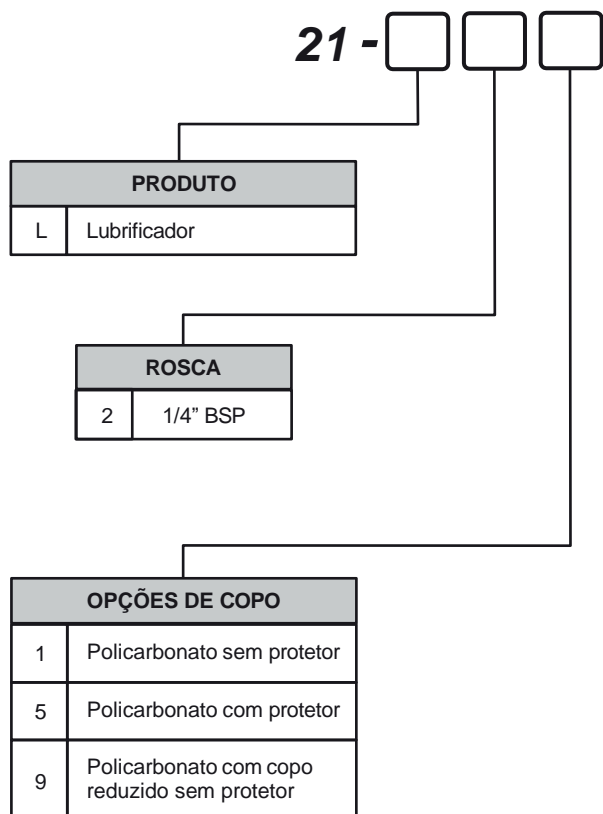 21 -
PRODUTO
L Lubrificador
ROSCA
2 1/4” BSP
OPÇÕES DE COPO
1 Policarbonato sem protetor
5 Policarbonato com protetor
9 Policarbonato com copo
reduzido sem protetor